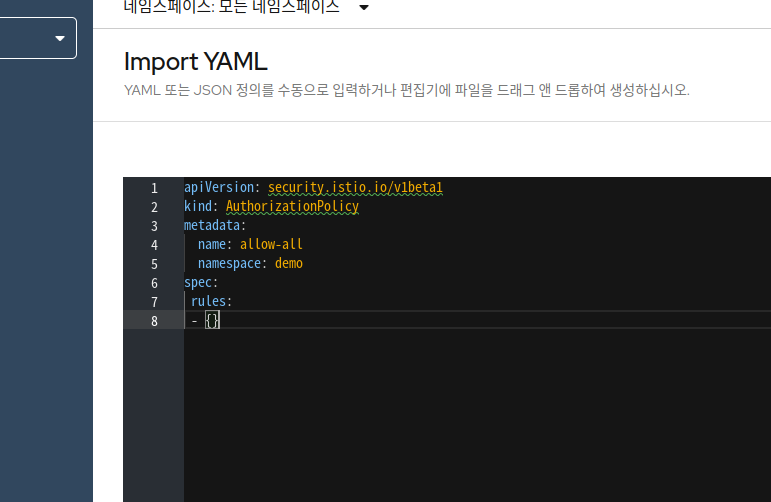 네임스페이스: 모든 네임스페이스
Import YAML
YAML 또는 JSON 정의를 수동으로 입력하거나 편집기에 파일을 드래그 앤 드롭하여 생성하십시오.
1 apiVersion: security.istio.io/v1beta1
2 kind: AuthorizationPolicy
3 metadata:
4   name: allow-all
5   namespace: demo
6 spec:
7  rules:
8  - {}